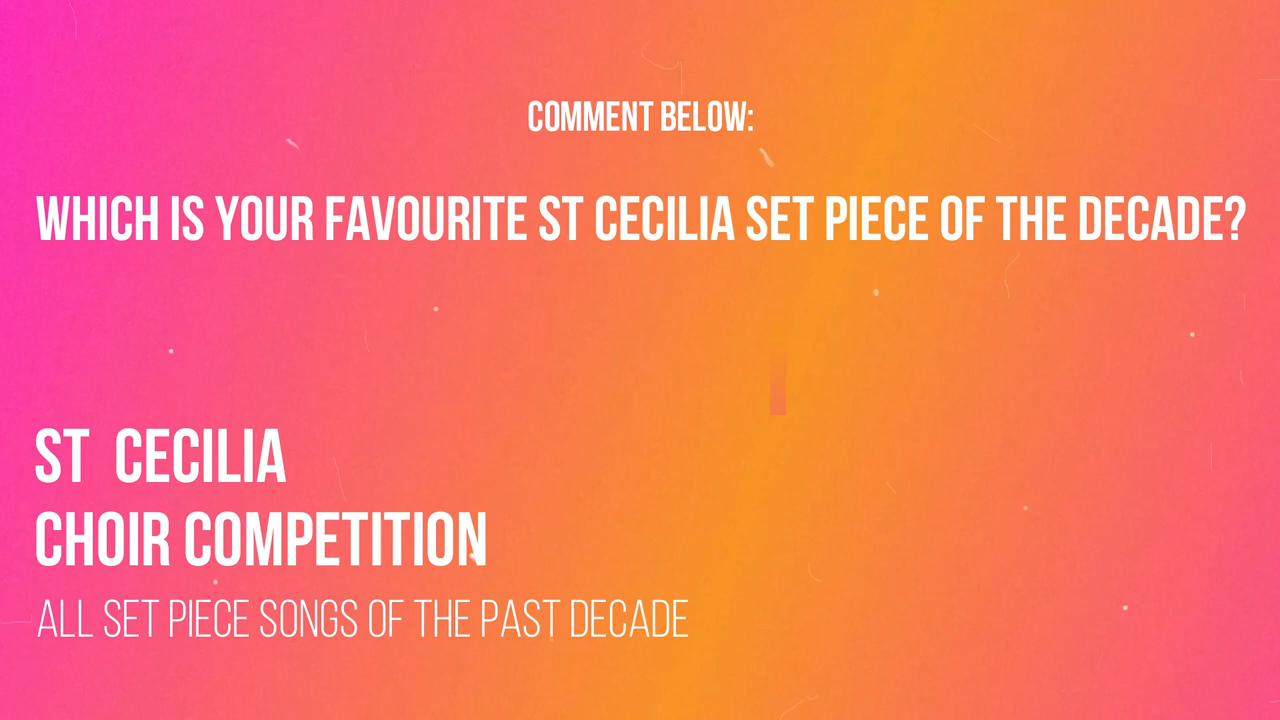 COMMENT BELOW:
WHICH IS YOUR FAVOURITE ST CECILIA SET PIECE OF THE DECADE?
ST CECILIA
CHOIR COMPETITION
ALL SET PIECE SONGS OF THE PAST DECADE